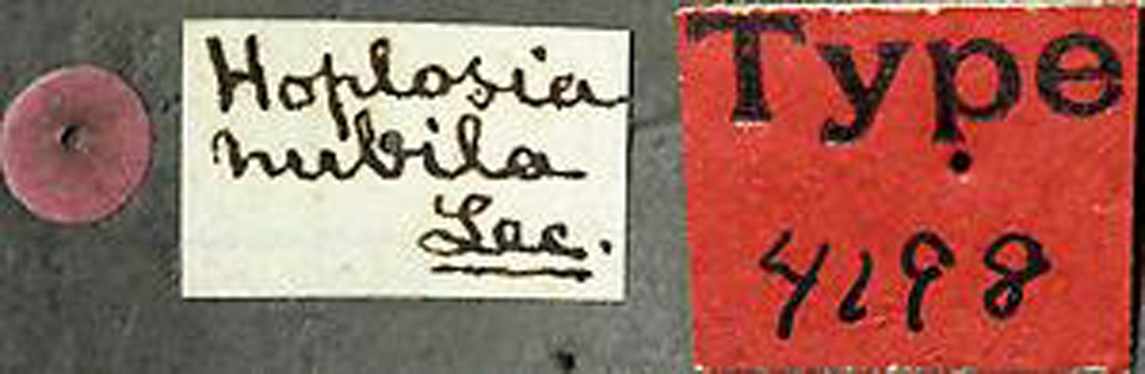 Hoplosia
nubila
Lec.
Type
4198